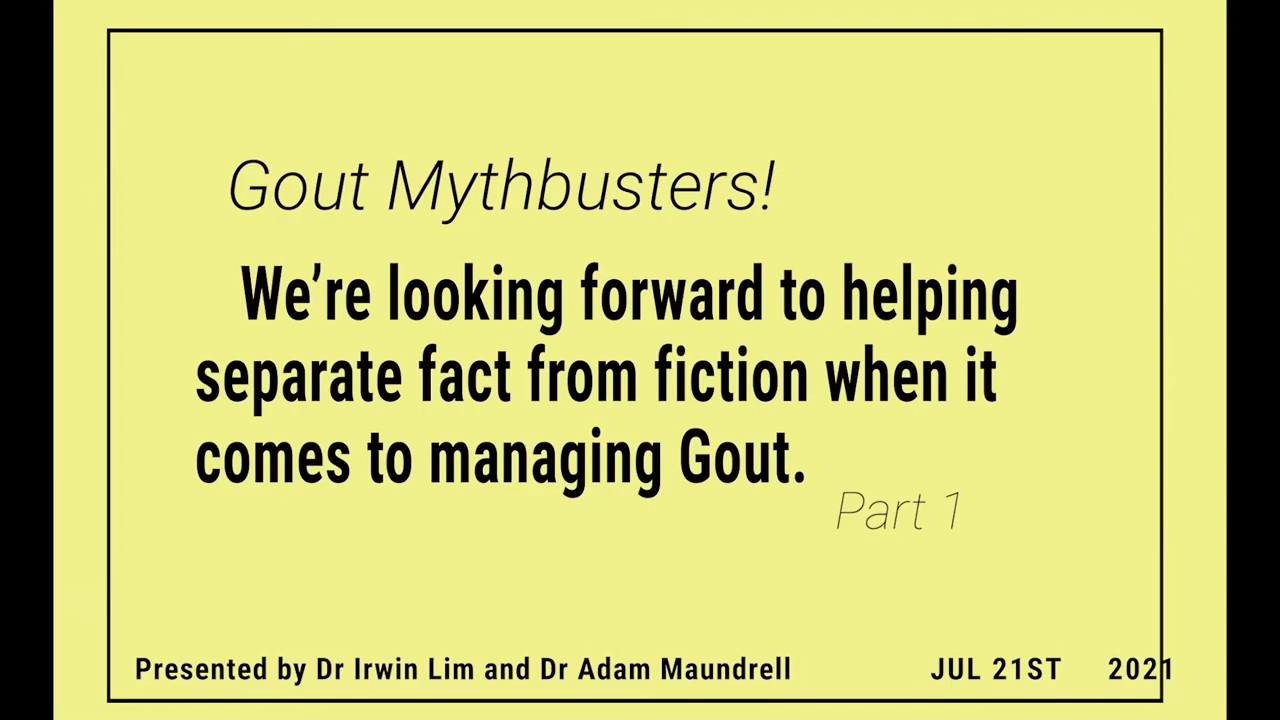 Gout Mythbusters!
We’re looking forward to helping
separate fact from fiction when it
comes to managing Gout.
Part 1
Presented by Dr Irwin Lim and Dr Adam Maundrell JUL 21ST 2021